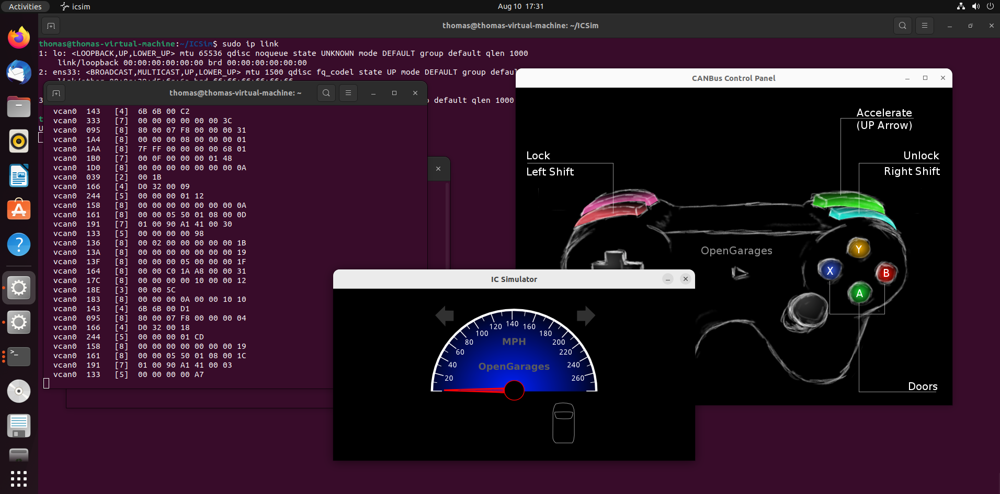 Activities
icsim
Aug 10 17:31
thomas@thomas-virtual-machine: ~/ICSim
thomas@thomas-virtual-machine:~/ICSim$ sudo ip link
1: lo: <LOOPBACK,UP,LOWER_UP> mtu 65536 qdisc noqueue state UNKNOWN mode DEFAULT group default qlen 1000
link/loopback 00:00:00:00:00:00 brd 00:00:00:00:00:00
2: ens33: <BROADCAST,MULTICAST,UP,LOWER_UP> mtu 1500 qdisc fq_codel state UP mode DEFAULT group defau
3
default qlen 1000
thomas@thomas-virtual-machine: ~
vcan0 143 [4] 6B 6B 00 C2
vcan0 333 [7] 00 00 00 00 00 00 3C
vcan0 095 [8] 80 00 07 F8 00 00 00 31
vcan0 1A4 [8] 00 00 00 08 00 00 00 01
vcan0 1AA [8] 7F FF 00 00 00 00 68 01
vcan0 1B0 [7] 00 0F 00 00 00 01 48
vcan0 1D0 [8] 00 00 00 00 00 00 00 0A
vcan0 039 [2] 00 1B
vcan0 166 [4] D0 32 00 09
vcan0 244 [5] 00 00 00 01 12
vcan0 158 [8] 00 00 00 00 00 00 00 0A
vcan0 161 [8] 00 00 05 50 01 08 00 0D
vcan0 191 [7] 01 00 90 A1 41 00 30
vcan0 133 [5] 00 00 00 00 98
vcan0 136 [8] 00 02 00 00 00 00 00 1B
vcan0 13A [8] 00 00 00 00 00 00 00 19
vcan0 13F [8] 00 00 00 05 00 00 00 1F
vcan0 164 [8] 00 00 C0 1A A8 00 00 31
vcan0 17C [8] 00 00 00 00 10 00 00 12
vcan0 18E [3] 00 00 5C
vcan0 183 [8] 00 00 00 0A 00 00 10 10
vcan0 143 [4] 6B 6B 00 D1
vcan0 095 [8] 80 00 07 F8 00 00 00 04
vcan0 166 [4] D0 32 00 18
vcan0 244 [5] 00 00 00 01 CD
vcan0 158 [8] 00 00 00 00 00 00 00 19
vcan0 161 [8] 00 00 05 50 01 08 00 1C
vcan0 191 [7] 01 00 90 A1 41 00 03
vcan0 133 [5] 00 00 00 00 A7
CANBus Control Panel
Accelerate
(UP Arrow)
Lock
Left Shift
Unlock
Right Shift
OpenGarages
Y
X
B
A
Doors
IC Simulator
20
40
60
80
100
120
140
160
180
200
220
240
260
MPH
OpenGarages